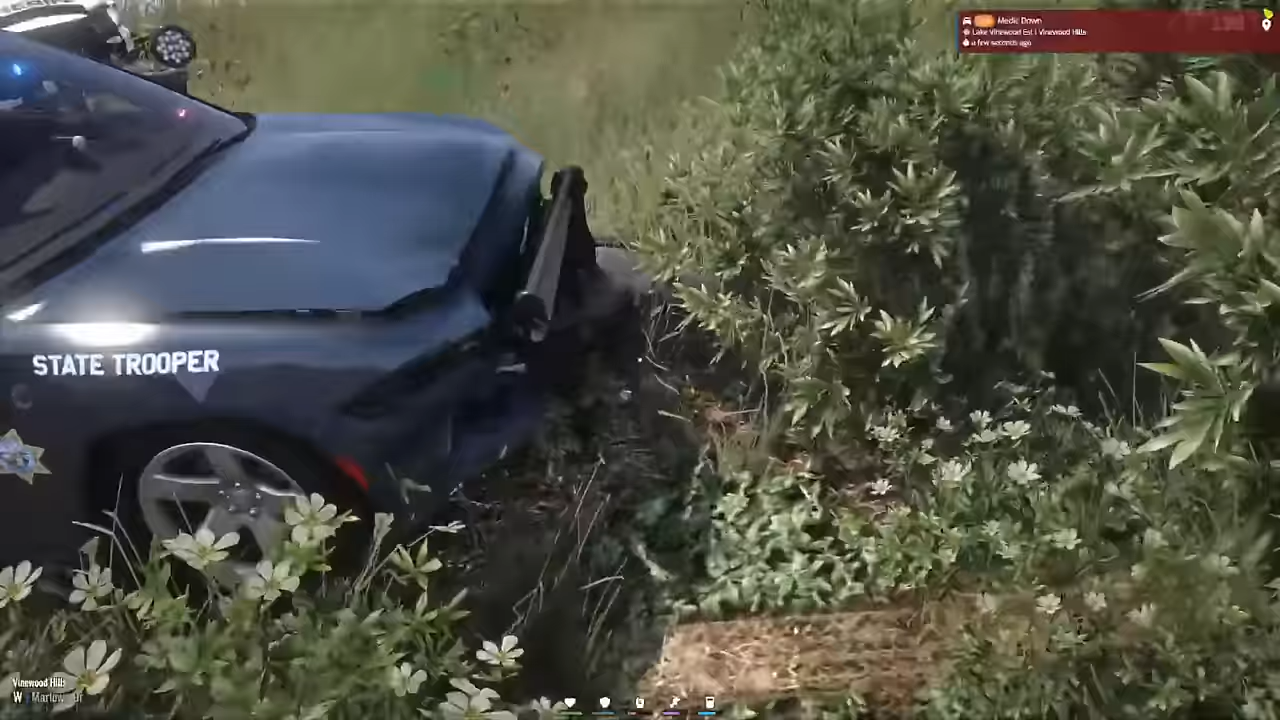 Medic Down
Lake Vinewood Est | Vinewood Hills
a few seconds ago
STATE TROOPER
Vinewood Hills
W